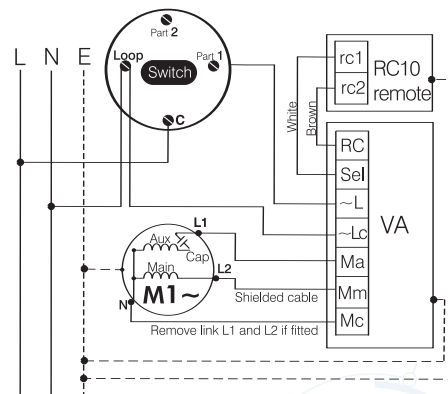 Part 2
L N E
Loop
Part 1
Switch
C
rc1
rc2
RC10
remote
White
Brown
RC
Sel
~L
~Lc
Ma
Mm
Mc
VA
L1
Aux
Cap
Main
L2
M1~
N
Shielded cable
Remove link L1 and L2 if fitted